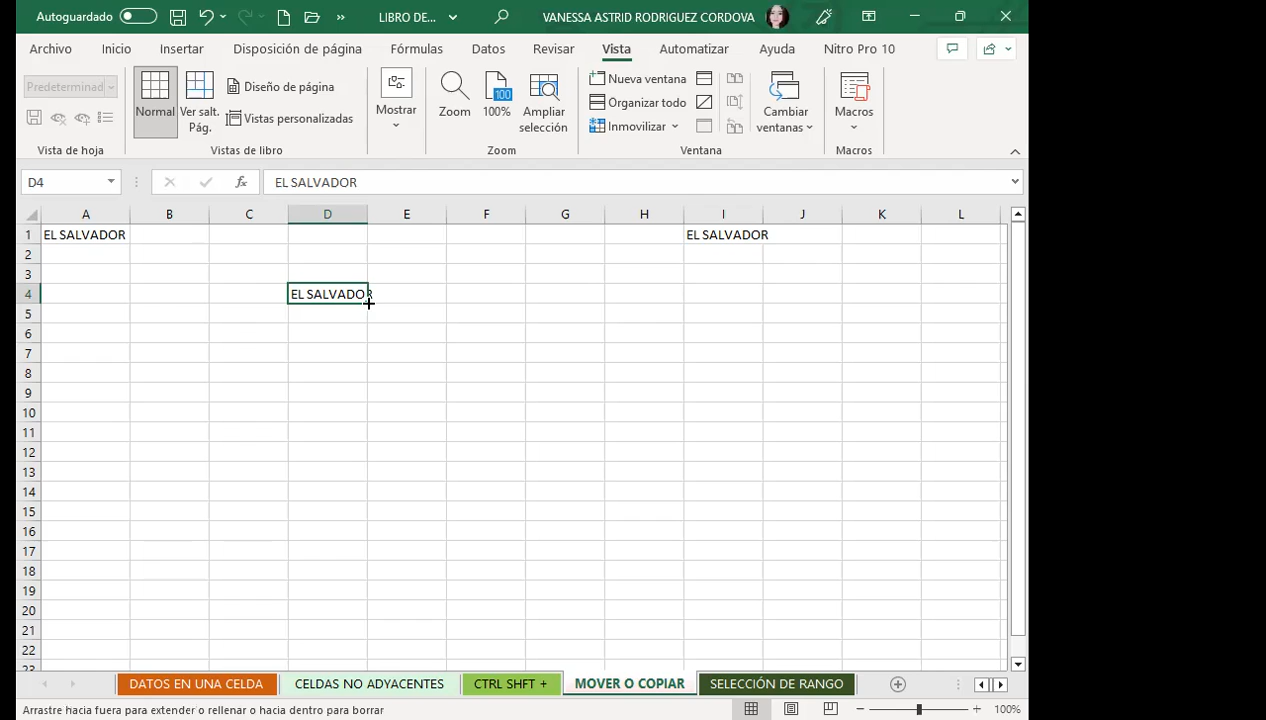 Autoguardado LIBRO DE... VANESSA ASTRID RODRIGUEZ CORDOVA
Archivo Inicio Insertar Disposición de página Fórmulas Datos Revisar Vista Automatizar Ayuda Nitro Pro 10
Predeterminad
Normal
Ver salt. Pág.
Diseño de página
Vistas personalizadas
Mostrar
Zoom
100
100%
Ampliar selección
Nueva ventana
Organizar todo
Inmovilizar
Cambiar ventanas
Macros
Vista de hoja Vistas de libro Zoom Ventana Macros
D4 fx EL SALVADOR
A B C D E F G H I J K L
1 EL SALVADOR EL SALVADOR
2
3
4 EL SALVADOR
5
6
7
8
9
10
11
12
13
14
15
16
17
18
19
20
21
22
23
DATOS EN UNA CELDA CELDAS NO ADYACENTES CTRL SHFT + MOVER O COPIAR SELECCIÓN DE RANGO
Arrastre hacia fuera para extender o rellenar o hacia dentro para borrar 100%